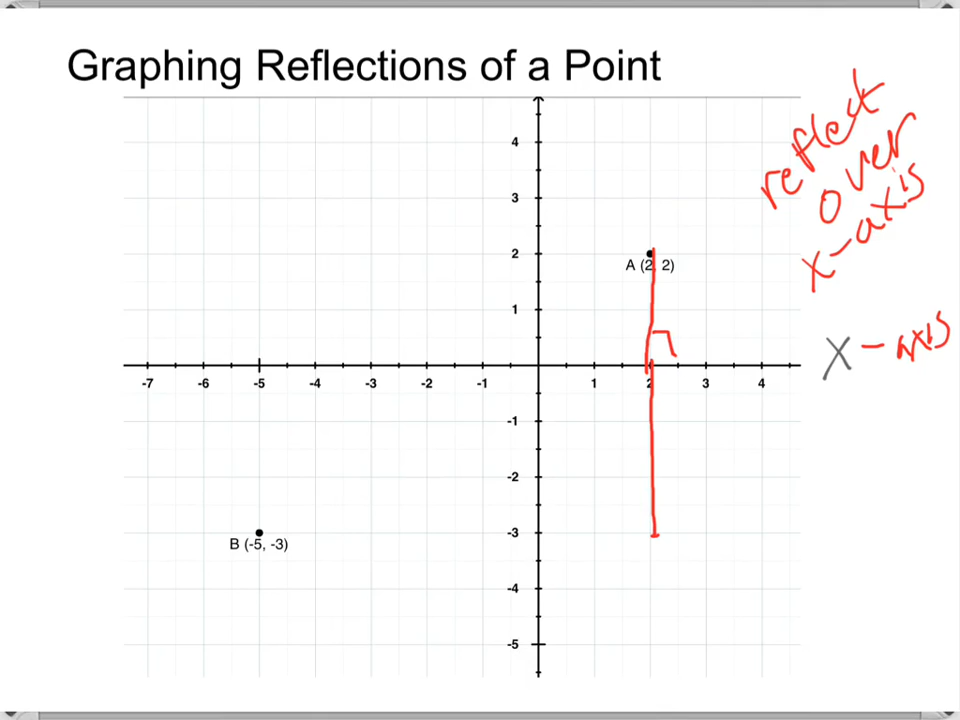 Graphing Reflections of a Point
reflect
over
x-axis
4
3
2
A (2, 2)
1
x-axis
-7 -6 -5 -4 -3 -2 -1 1 2 3 4
-1
-2
-3
B (-5, -3)
-4
-5